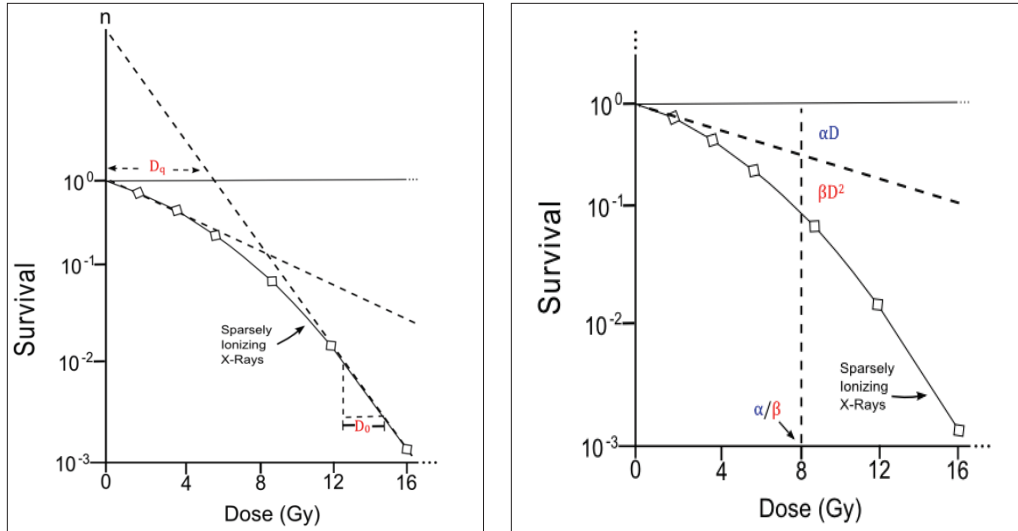 n
D_q
10⁰
10⁻¹
10⁻²
10⁻³
Survival
Sparsely
Ionizing
X-Rays
D₀
0 4 8 12 16
Dose (Gy)
10⁰
10⁻¹
10⁻²
10⁻³
Survival
αD
βD²
α/β
Sparsely
Ionizing
X-Rays
0 4 8 12 16
Dose (Gy)